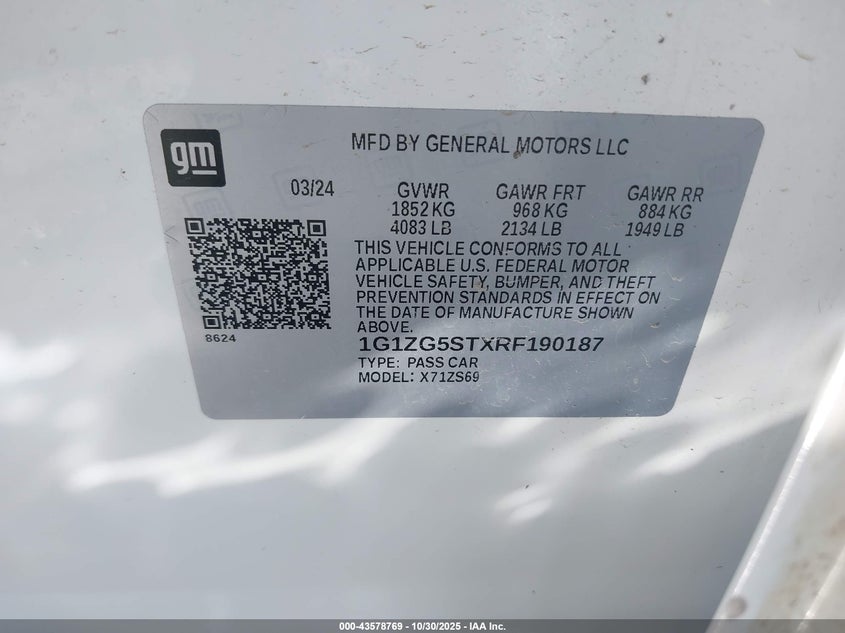 gm
MFD BY GENERAL MOTORS LLC
03/24 GVWR GAWR FRT GAWR RR
1852 KG 968 KG 884 KG
4083 LB 2134 LB 1949 LB
THIS VEHICLE CONFORMS TO ALL
APPLICABLE U.S. FEDERAL MOTOR
VEHICLE SAFETY, BUMPER, AND THEFT
PREVENTION STANDARDS IN EFFECT ON
THE DATE OF MANUFACTURE SHOWN
ABOVE.
8624
1G1ZG5STXRF190187
TYPE: PASS CAR
MODEL: X71ZS69
000-43578769 - 10/30/2025 - IAA Inc.